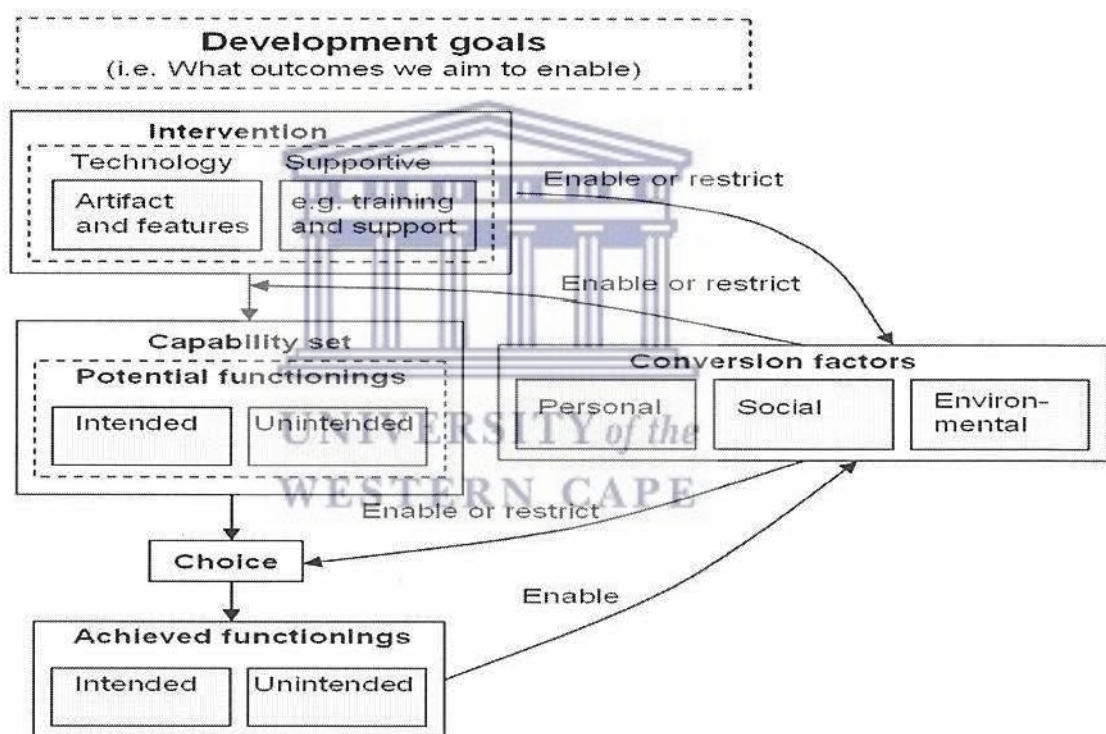 Development goals
(i.e. What outcomes we aim to enable)
Intervention
Technology
Artifact
and features
Supportive
e.g. training
and support
Enable or restrict
Enable or restrict
Capability set
Potential functionings
Intended
Unintended
Conversion factors
Personal
Social
Environ-
mental
UNIVERSITY of the
WESTERN CAPE
Enable or restrict
Choice
Enable
Achieved functionings
Intended
Unintended